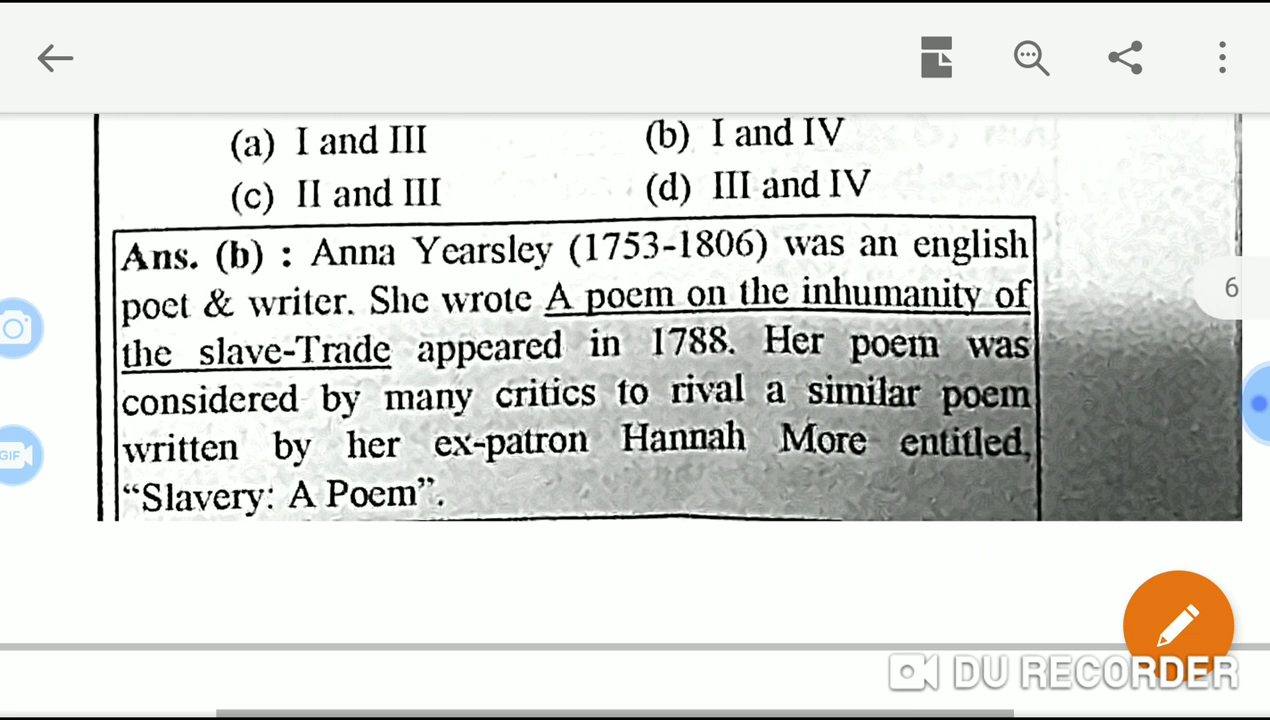 (a) I and III (b) I and IV
(c) II and III (d) III and IV
Ans. (b) : Anna Yearsley (1753-1806) was an english
poet & writer. She wrote A poem on the inhumanity of
the slave-Trade appeared in 1788. Her poem was
considered by many critics to rival a similar poem
written by her ex-patron Hannah More entitled,
“Slavery: A Poem”.
6
GIF
DU RECORDER